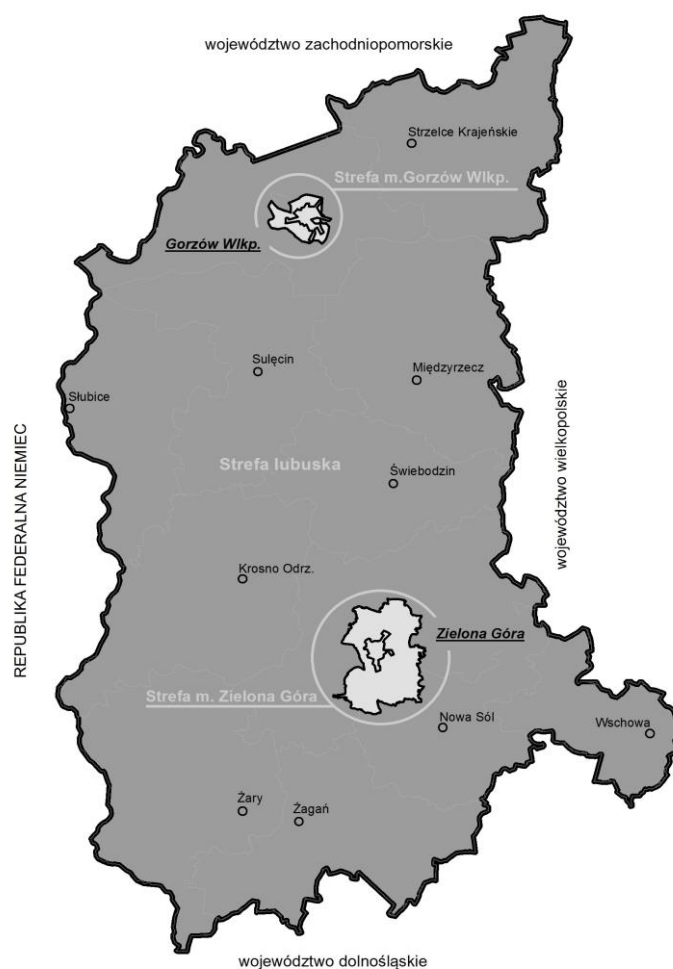 województwo zachodniopomorskie
Strzelce Krajeńskie
Strefa m.Gorzów Wlkp.
Gorzów Wlkp.
Sulęcin
Międzyrzecz
Słubice
Strefa lubuska
Świebodzin
REPUBLIKA FEDERALNA NIEMIEC
województwo wielkopolskie
Krosno Odrz.
Zielona Góra
Strefa m. Zielona Góra
Nowa Sól
Wschowa
Żary
Żagań
województwo dolnośląskie